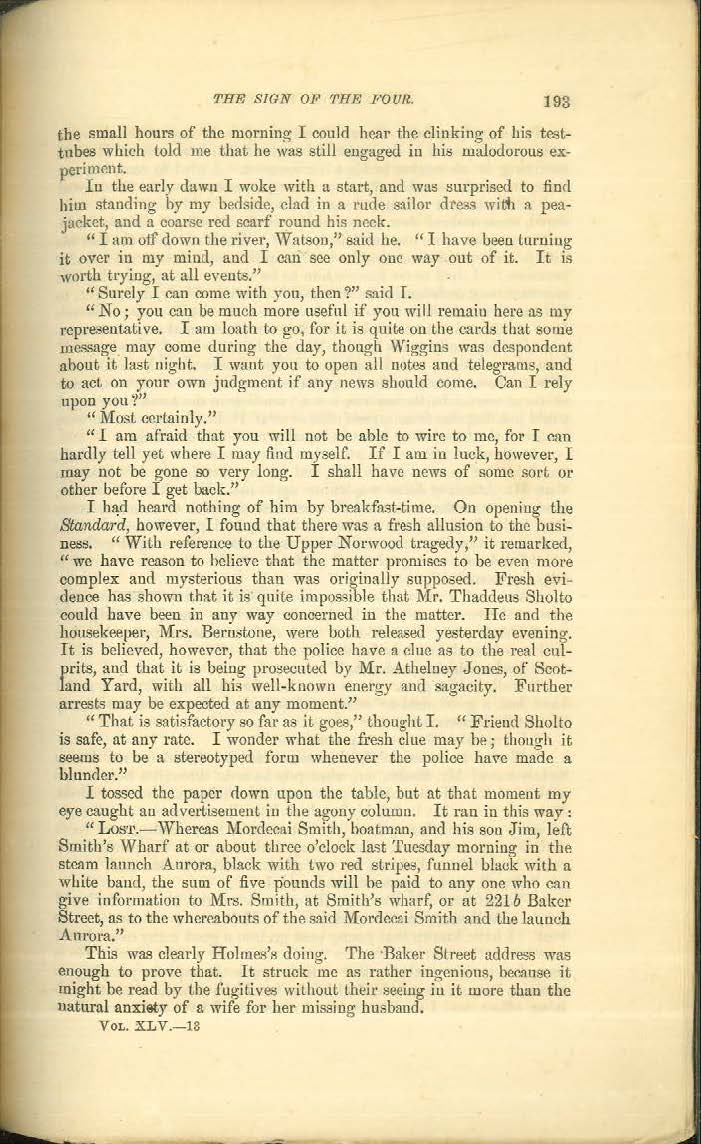 THE SIGN OF THE FOUR. 193
the small hours of the morning I could hear the clinking of his test-
tubes which told me that he was still engaged in his malodorous ex-
periment.
In the early dawn I woke with a start, and was surprised to find
him standing by my bedside, clad in a rude sailor dress with a pea-
jacket, and a coarse red scarf round his neck.
“I am off down the river, Watson,” said he. “I have been turning
it over in my mind, and I can see only one way out of it. It is
worth trying, at all events.”
“Surely I can come with you, then?” said I.
“No; you can be much more useful if you will remain here as my
representative. I am loath to go, for it is quite on the cards that some
message may come during the day, though Wiggins was despondent
about it last night. I want you to open all notes and telegrams, and
to act on your own judgment if any news should come. Can I rely
upon you?”
“Most certainly.”
“I am afraid that you will not be able to wire to me, for I can
hardly tell yet where I may find myself. If I am in luck, however, I
may not be gone so very long. I shall have news of some sort or
other before I get back.”
I had heard nothing of him by breakfast-time. On opening the
Standard, however, I found that there was a fresh allusion to the busi-
ness. “With reference to the Upper Norwood tragedy,” it remarked,
“we have reason to believe that the matter promises to be even more
complex and mysterious than was originally supposed. Fresh evi-
dence has shown that it is quite impossible that Mr. Thaddeus Sholto
could have been in any way concerned in the matter. He and the
housekeeper, Mrs. Bernstone, were both released yesterday evening.
It is believed, however, that the police have a clue as to the real cul-
prits, and that it is being prosecuted by Mr. Athelney Jones, of Scot-
land Yard, with all his well-known energy and sagacity. Further
arrests may be expected at any moment.”
“That is satisfactory so far as it goes,” thought I. “Friend Sholto
is safe, at any rate. I wonder what the fresh clue may be; though it
seems to be a stereotyped form whenever the police have made a
blunder.”
I tossed the paper down upon the table, but at that moment my
eye caught an advertisement in the agony column. It ran in this way:
“LOST.—Whereas Mordecai Smith, boatman, and his son Jim, left
Smith’s Wharf at or about three o’clock last Tuesday morning in the
steam launch Aurora, black with two red stripes, funnel black with a
white band, the sum of five pounds will be paid to any one who can
give information to Mrs. Smith, at Smith’s wharf, or at 221 b Baker
Street, as to the whereabouts of the said Mordecai Smith and the launch
Aurora.”
This was clearly Holmes’s doing. The Baker Street address was
enough to prove that. It struck me as rather ingenious, because it
might be read by the fugitives without their seeing in it more than the
natural anxiety of a wife for her missing husband.
VOL. XLV.—13